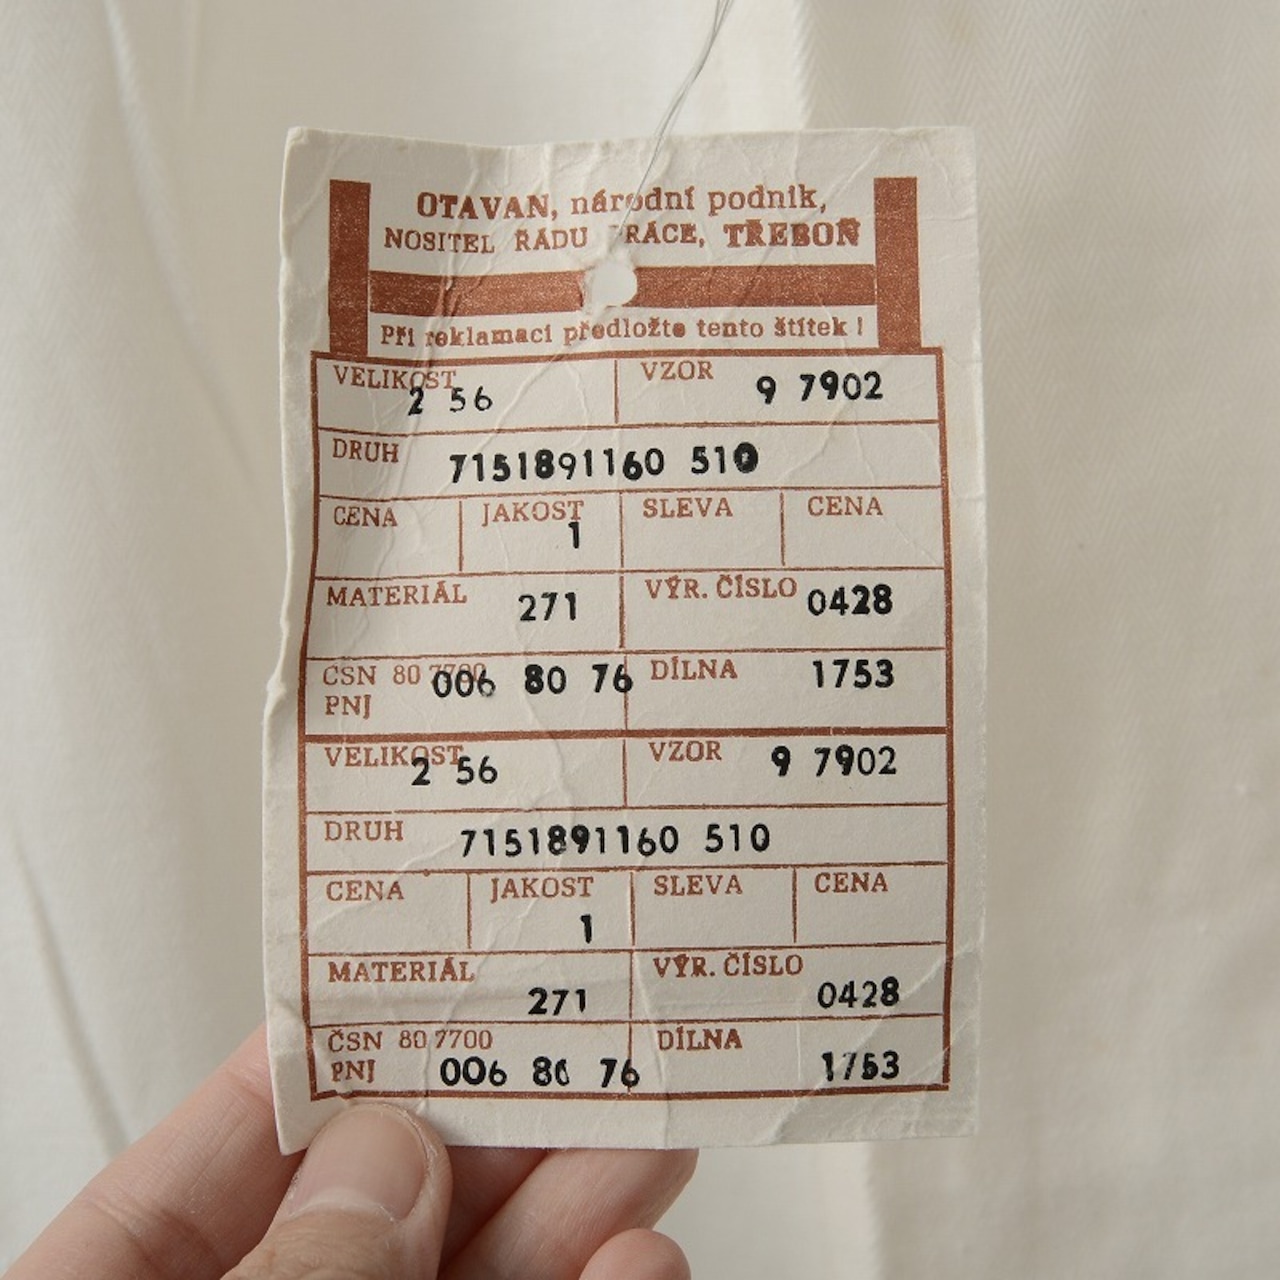 OTAVAN, národní podnik,
NOSITEL ŘÁDU PRÁCE, TŘEBOŇ
Při reklamaci předložte tento štítek !
VELIKOST 2 56 VZOR 9 7902
DRUH 7151891160 510
CENA JAKOST 1 SLEVA CENA
MATERIÁL 271 VÝR. ČÍSLO 0428
ČSN 80 7700 006 80 76 DÍLNA 1753
PNJ
VELIKOST 2 56 VZOR 9 7902
DRUH 7151891160 510
CENA JAKOST 1 SLEVA CENA
MATERIÁL 271 VÝR. ČÍSLO 0428
ČSN 80 7700 DÍLNA
PNJ 006 80 76 1753